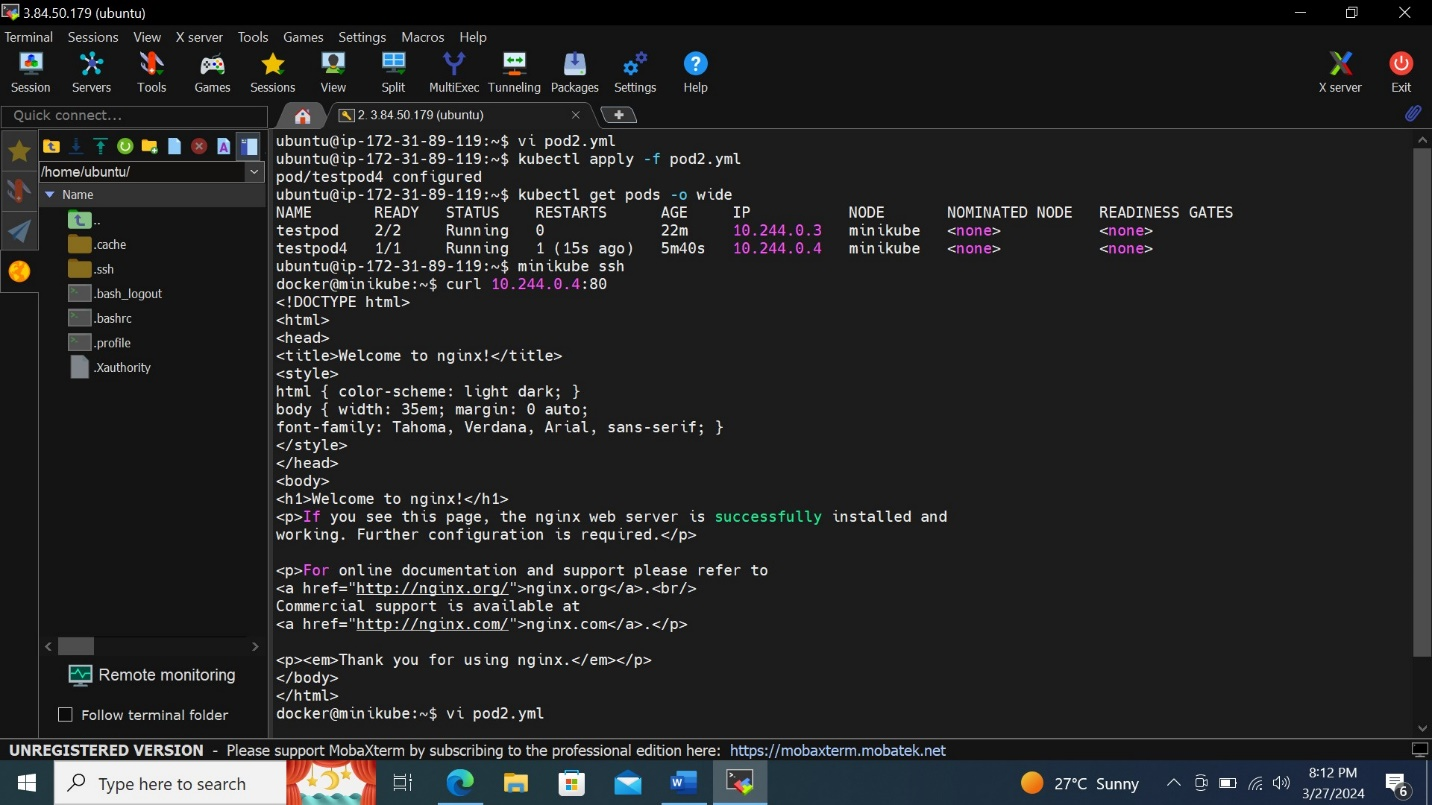 3.84.50.179 (ubuntu)
Terminal Sessions View X server Tools Games Settings Macros Help
Session Servers Tools Games Sessions View Split MultiExec Tunneling Packages Settings Help X server Exit
Quick connect...
2. 3.84.50.179 (ubuntu)
/home/ubuntu/
Name
..
.cache
.ssh
.bash_logout
.bashrc
.profile
.Xauthority
Remote monitoring
Follow terminal folder
ubuntu@ip-172-31-89-119:~$ vi pod2.yml
ubuntu@ip-172-31-89-119:~$ kubectl apply -f pod2.yml
pod/testpod4 configured
ubuntu@ip-172-31-89-119:~$ kubectl get pods -o wide
NAME READY STATUS RESTARTS AGE IP NODE NOMINATED NODE READINESS GATES
testpod 2/2 Running 0 22m 10.244.0.3 minikube <none> <none>
testpod4 1/1 Running 1 (15s ago) 5m40s 10.244.0.4 minikube <none> <none>
ubuntu@ip-172-31-89-119:~$ minikube ssh
docker@minikube:~$ curl 10.244.0.4:80
<!DOCTYPE html>
<html>
<head>
<title>Welcome to nginx!</title>
<style>
html { color-scheme: light dark; }
body { width: 35em; margin: 0 auto;
font-family: Tahoma, Verdana, Arial, sans-serif; }
</style>
</head>
<body>
<h1>Welcome to nginx!</h1>
<p>If you see this page, the nginx web server is successfully installed and
working. Further configuration is required.</p>
<p>For online documentation and support please refer to
<a href="http://nginx.org/">nginx.org</a>.<br/>
Commercial support is available at
<a href="http://nginx.com/">nginx.com</a>.</p>
<p><em>Thank you for using nginx.</em></p>
</body>
</html>
docker@minikube:~$ vi pod2.yml
UNREGISTERED VERSION - Please support MobaXterm by subscribing to the professional edition here: https://mobaxterm.mobatek.net
Type here to search
27°C Sunny
8:12 PM
3/27/2024
6